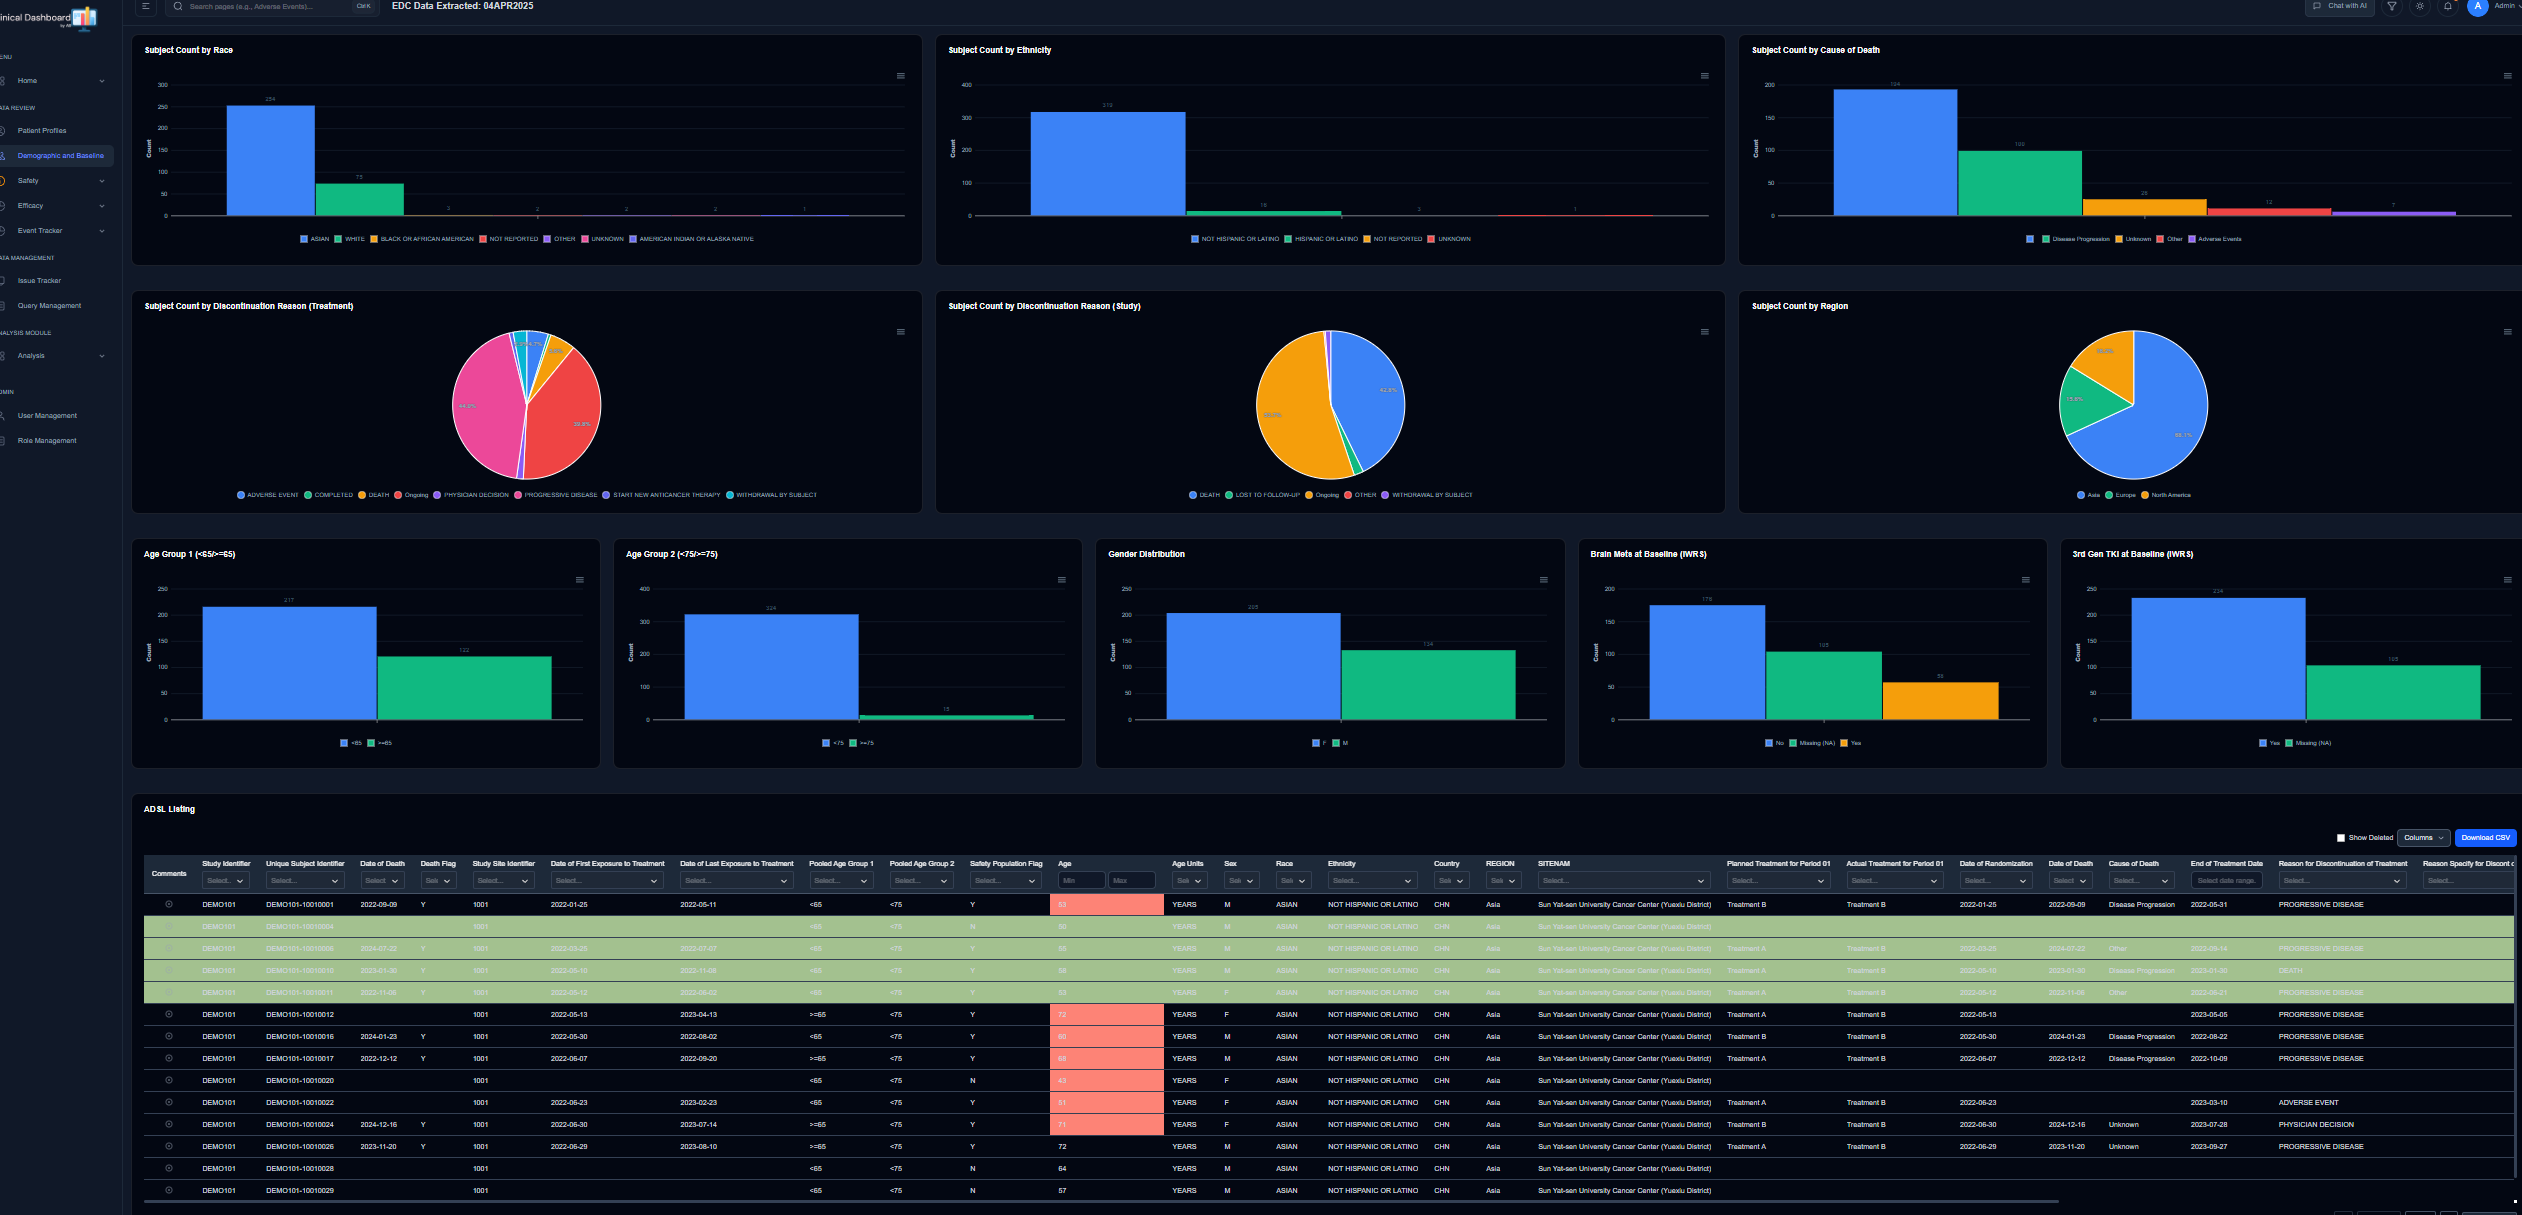 inical Dashboard
Search pages (e.g., Adverse Events)...
Ctrl K
EDC Data Extracted: 04APR2025
Chat with AI
A
Admin
ENU
Home
ATA REVIEW
Patient Profiles
Demographic and Baseline
Safety
Efficacy
Event Tracker
ATA MANAGEMENT
Issue Tracker
Query Management
NALYSIS MODULE
Analysis
DMIN
User Management
Role Management
Subject Count by Race
Count
300
250
200
150
100
50
0
254
75
3
2
2
2
1
ASIAN WHITE BLACK OR AFRICAN AMERICAN NOT REPORTED OTHER UNKNOWN AMERICAN INDIAN OR ALASKA NATIVE
Subject Count by Ethnicity
Count
400
300
200
100
0
16
3
1
NOT HISPANIC OR LATINO HISPANIC OR LATINO NOT REPORTED UNKNOWN
Subject Count by Cause of Death
Count
200
150
100
50
0
194
100
12
7
Disease Progression Unknown Other Adverse Events
Subject Count by Discontinuation Reason (Treatment)
44.0%
39.8%
ADVERSE EVENT COMPLETED DEATH Ongoing PHYSICIAN DECISION PROGRESSIVE DISEASE START NEW ANTICANCER THERAPY WITHDRAWAL BY SUBJECT
Subject Count by Discontinuation Reason (Study)
42.8%
DEATH LOST TO FOLLOW-UP Ongoing OTHER WITHDRAWAL BY SUBJECT
Subject Count by Region
68.1%
Asia Europe North America
Age Group 1 (<65/>=65)
Count
250
200
150
100
50
0
217
122
<65 >=65
Age Group 2 (<75/>=75)
Count
400
300
200
100
0
324
15
<75 >=75
Gender Distribution
Count
250
200
150
100
50
0
205
134
F M
Brain Mets at Baseline (IWRS)
Count
200
150
100
50
0
105
No Missing (NA) Yes
3rd Gen TKI at Baseline (IWRS)
Count
250
200
150
100
50
0
234
105
Yes Missing (NA)
ADSL Listing
Show Deleted Columns Download CSV
Comments Study Identifier Unique Subject Identifier Date of Death Death Flag Study Site Identifier Date of First Exposure to Treatment Date of Last Exposure to Treatment Pooled Age Group 1 Pooled Age Group 2 Safety Population Flag Age Age Units Sex Race Ethnicity Country REGION SITENAM Planned Treatment for Period 01 Actual Treatment for Period 01 Date of Randomization Date of Death Cause of Death End of Treatment Date Reason for Discontinuation of Treatment Reason Specify for Discont
Select... Select... Select Sel Select... Select... Select... Select... Select... Select... Min Max Sel Sel Sel Select... Sel Sel Select... Select... Select... Select... Select Select... Select date range. Select... Select...
DEMO101 DEMO101-10010001 2022-09-09 Y 1001 2022-01-25 2022-05-11 <65 <75 Y 53 YEARS M ASIAN NOT HISPANIC OR LATINO CHN Asia Sun Yat-sen University Cancer Center (Yuexiu District) Treatment B Treatment B 2022-01-25 2022-09-09 Disease Progression 2022-05-31 PROGRESSIVE DISEASE
DEMO101 DEMO101-10010004 1001 <65 <75 N 50 YEARS M ASIAN NOT HISPANIC OR LATINO CHN Asia Sun Yat-sen University Cancer Center (Yuexiu District)
DEMO101 2024-07-22 Y 1001 2022-03-25 2022-07-07 <65 <75 Y YEARS M ASIAN NOT HISPANIC OR LATINO CHN Asia Sun Yat-sen University Cancer Center (Yuexiu District) Treatment A Treatment B 2022-03-25 2024-07-22 Other 2022-09-14 PROGRESSIVE DISEASE
DEMO101 DEMO101-10010010 2023-01-30 Y 1001 2022-05-10 <65 <75 Y 58 YEARS M ASIAN NOT HISPANIC OR LATINO CHN Asia Sun Yat-sen University Cancer Center (Yuexiu District) Treatment A Treatment B 2022-05-10 2023-01-30 Disease Progression 2023-01-30 DEATH
DEMO101 DEMO101-10010011 Y 1001 2022-05-12 <65 <75 Y 53 YEARS F ASIAN NOT HISPANIC OR LATINO CHN Asia Sun Yat-sen University Cancer Center (Yuexiu District) Treatment A Treatment B 2022-05-12 Other PROGRESSIVE DISEASE
DEMO101 DEMO101-10010012 1001 2022-05-13 2023-04-13 >=65 <75 Y 72 YEARS F ASIAN NOT HISPANIC OR LATINO CHN Asia Sun Yat-sen University Cancer Center (Yuexiu District) Treatment A Treatment B 2022-05-13 2023-05-05 PROGRESSIVE DISEASE
DEMO101 DEMO101-10010016 2024-01-23 Y 1001 2022-05-30 2022-08-02 <65 <75 Y 60 YEARS M ASIAN NOT HISPANIC OR LATINO CHN Asia Sun Yat-sen University Cancer Center (Yuexiu District) Treatment B Treatment B 2022-05-30 2024-01-23 Disease Progression 2022-08-22 PROGRESSIVE DISEASE
DEMO101 DEMO101-10010017 2022-12-12 Y 1001 2022-06-07 2022-09-20 >=65 <75 Y 68 YEARS M ASIAN NOT HISPANIC OR LATINO CHN Asia Sun Yat-sen University Cancer Center (Yuexiu District) Treatment A Treatment B 2022-06-07 2022-12-12 Disease Progression 2022-10-09 PROGRESSIVE DISEASE
DEMO101 DEMO101-10010020 1001 <65 <75 N 43 YEARS F ASIAN NOT HISPANIC OR LATINO CHN Asia Sun Yat-sen University Cancer Center (Yuexiu District)
DEMO101 DEMO101-10010022 1001 2022-06-23 2023-02-23 <65 <75 Y 51 YEARS F ASIAN NOT HISPANIC OR LATINO CHN Asia Sun Yat-sen University Cancer Center (Yuexiu District) Treatment A Treatment B 2022-06-23 2023-03-10 ADVERSE EVENT
DEMO101 DEMO101-10010024 2024-12-16 Y 1001 2022-06-30 2023-07-14 >=65 <75 Y 71 YEARS F ASIAN NOT HISPANIC OR LATINO CHN Asia Sun Yat-sen University Cancer Center (Yuexiu District) Treatment B Treatment B 2022-06-30 2024-12-16 Unknown 2023-07-28 PHYSICIAN DECISION
DEMO101 DEMO101-10010026 2023-11-20 Y 1001 2022-06-29 2023-08-10 >=65 <75 Y 72 YEARS M ASIAN NOT HISPANIC OR LATINO CHN Asia Sun Yat-sen University Cancer Center (Yuexiu District) Treatment A Treatment B 2022-06-29 2023-11-20 Unknown 2023-09-27 PROGRESSIVE DISEASE
DEMO101 DEMO101-10010028 1001 <65 <75 N 64 YEARS M ASIAN NOT HISPANIC OR LATINO CHN Asia Sun Yat-sen University Cancer Center (Yuexiu District)
DEMO101 DEMO101-10010029 1001 <65 <75 N 57 YEARS M ASIAN NOT HISPANIC OR LATINO CHN Asia Sun Yat-sen University Cancer Center (Yuexiu District)